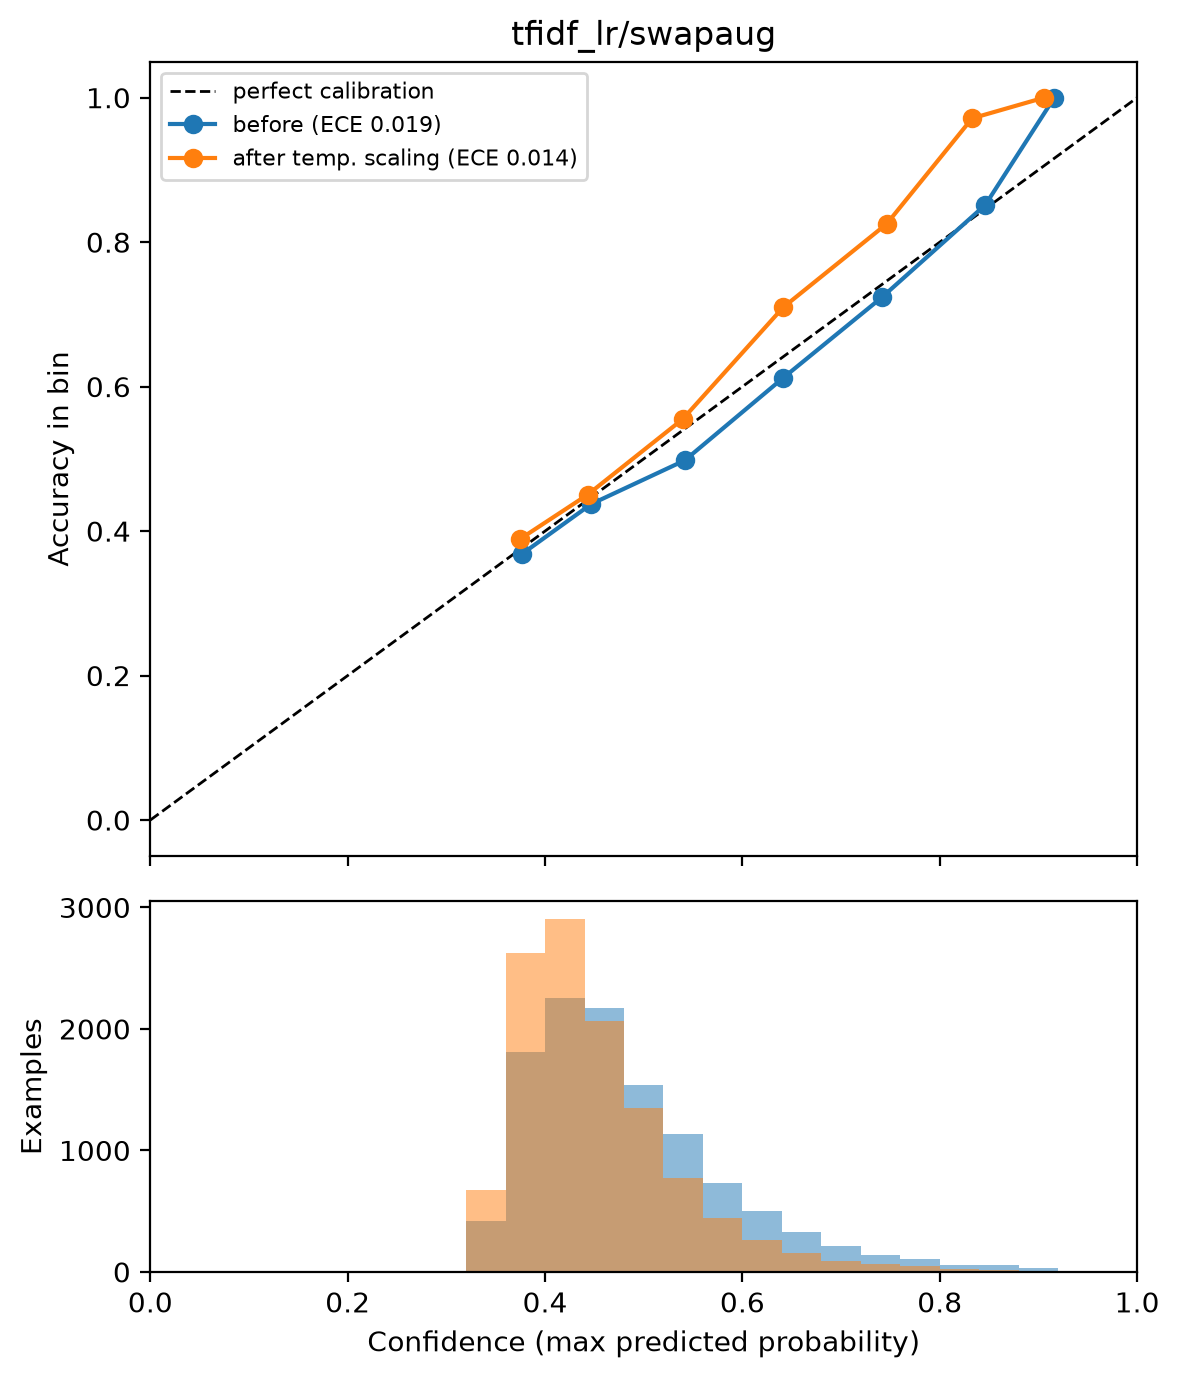 tfidf_lr/swapaug
perfect calibration
before (ECE 0.019)
after temp. scaling (ECE 0.014)
1.0
0.8
0.6
0.4
0.2
0.0
Accuracy in bin
3000
2000
1000
0
Examples
0.0 0.2 0.4 0.6 0.8 1.0
Confidence (max predicted probability)